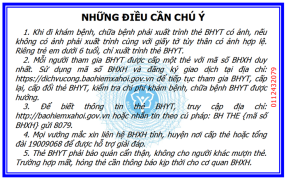 NHỮNG ĐIỀU CẦN CHÚ Ý
1. Khi đi khám bệnh, chữa bệnh phải xuất trình thẻ BHYT có ảnh, nếu
không có ảnh phải xuất trình cùng với giấy tờ tùy thân có ảnh hợp lệ.
Riêng trẻ em dưới 6 tuổi, chỉ xuất trình thẻ BHYT.
2. Mỗi người tham gia BHYT được cấp một thẻ với mã số BHXH duy
nhất. Sử dụng mã số BHXH và đăng ký giao dịch tại địa chỉ:
https://dichvucong.baohiemxahoi.gov.vn để tiếp tục tham gia BHYT, cấp
lại, cấp đổi thẻ BHYT, kiểm tra chi phí khám bệnh, chữa bệnh BHYT được
hưởng.
3. Để biết thông tin thẻ BHYT, truy cập địa chỉ:
http://baohiemxahoi.gov.vn hoặc nhắn tin theo cú pháp: BH THE {mã số
BHXH} gửi 8079.
4. Mọi vướng mắc xin liên hệ BHXH tỉnh, huyện nơi cấp thẻ hoặc tổng
đài 19009068 để được hỗ trợ giải đáp.
5. Thẻ BHYT phải bảo quản cẩn thận, không cho người khác mượn thẻ.
Trường hợp mất, hỏng thẻ cần thông báo kịp thời cho cơ quan BHXH.
0112432079